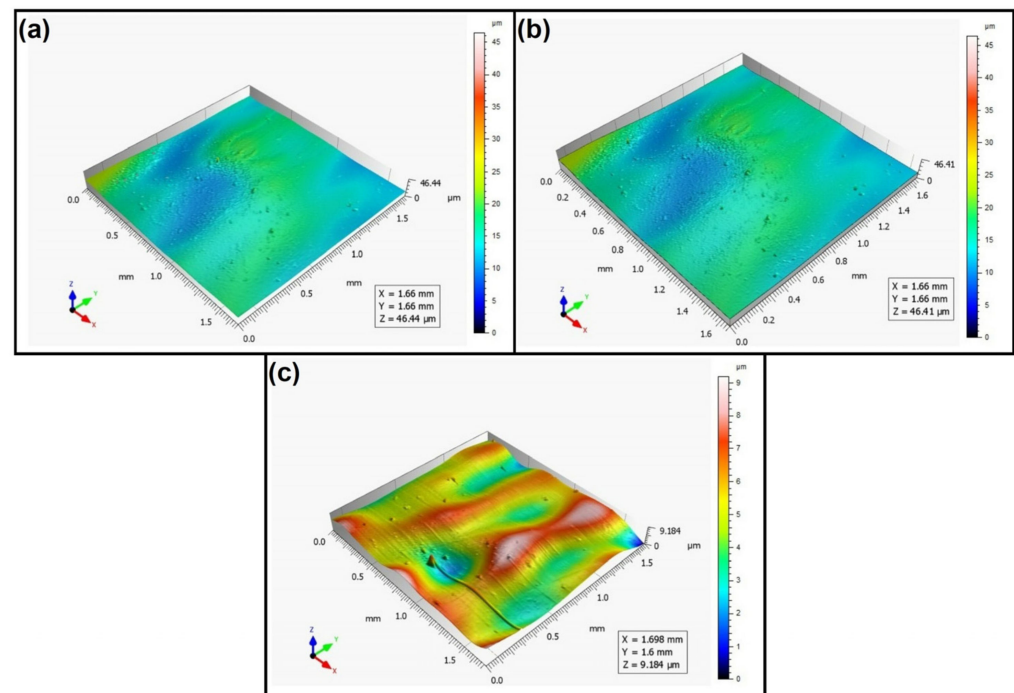 (a)
µm
45
40
35
30
25
20
15
10
5
0
46.44
0
µm
0.0
0.5
1.0
1.5
mm
0.0
0.5
1.0
1.5
mm
Z
Y
X
X = 1.66 mm
Y = 1.66 mm
Z = 46.44 µm
(b)
µm
45
40
35
30
25
20
15
10
5
0
46.41
0
µm
0.0
0.2
0.4
0.6
0.8
1.0
1.2
1.4
1.6
mm
0.0
0.2
0.4
0.6
0.8
1.0
1.2
1.4
1.6
mm
Z
Y
X
X = 1.66 mm
Y = 1.66 mm
Z = 46.41 µm
(c)
µm
9
8
7
6
5
4
3
2
1
0
9.184
0
µm
0.0
0.5
1.0
1.5
mm
0.0
0.5
1.0
1.5
mm
Z
Y
X
X = 1.698 mm
Y = 1.6 mm
Z = 9.184 µm